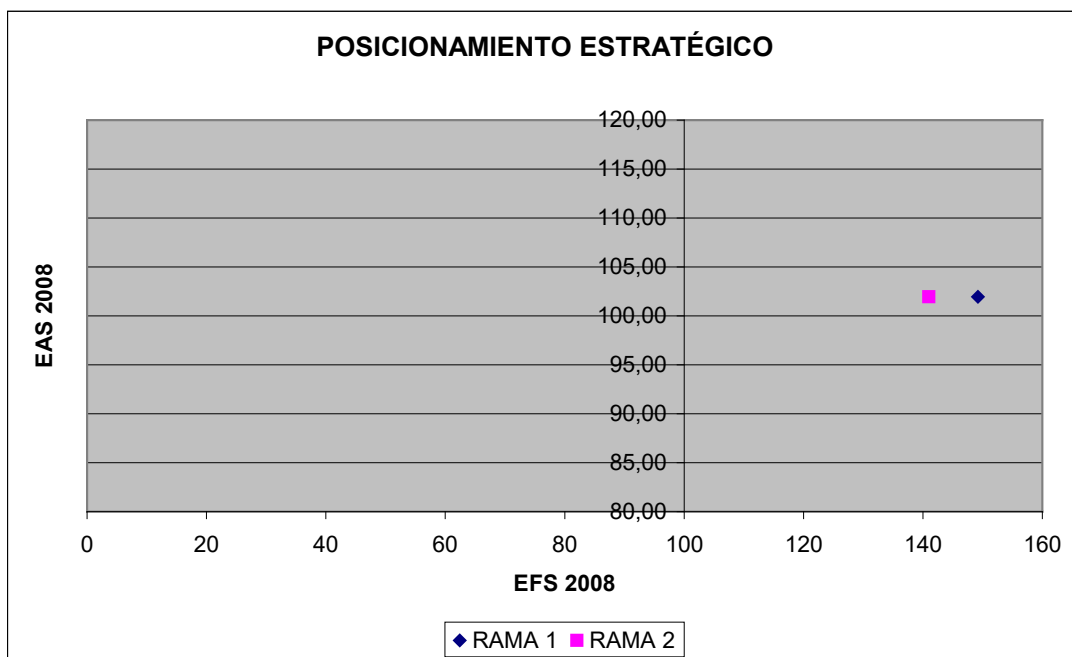 POSICIONAMIENTO ESTRATÉGICO
120,00
115,00
110,00
105,00
100,00
95,00
90,00
85,00
80,00
EAS 2008
0 20 40 60 80 100 120 140 160
EFS 2008
RAMA 1 RAMA 2